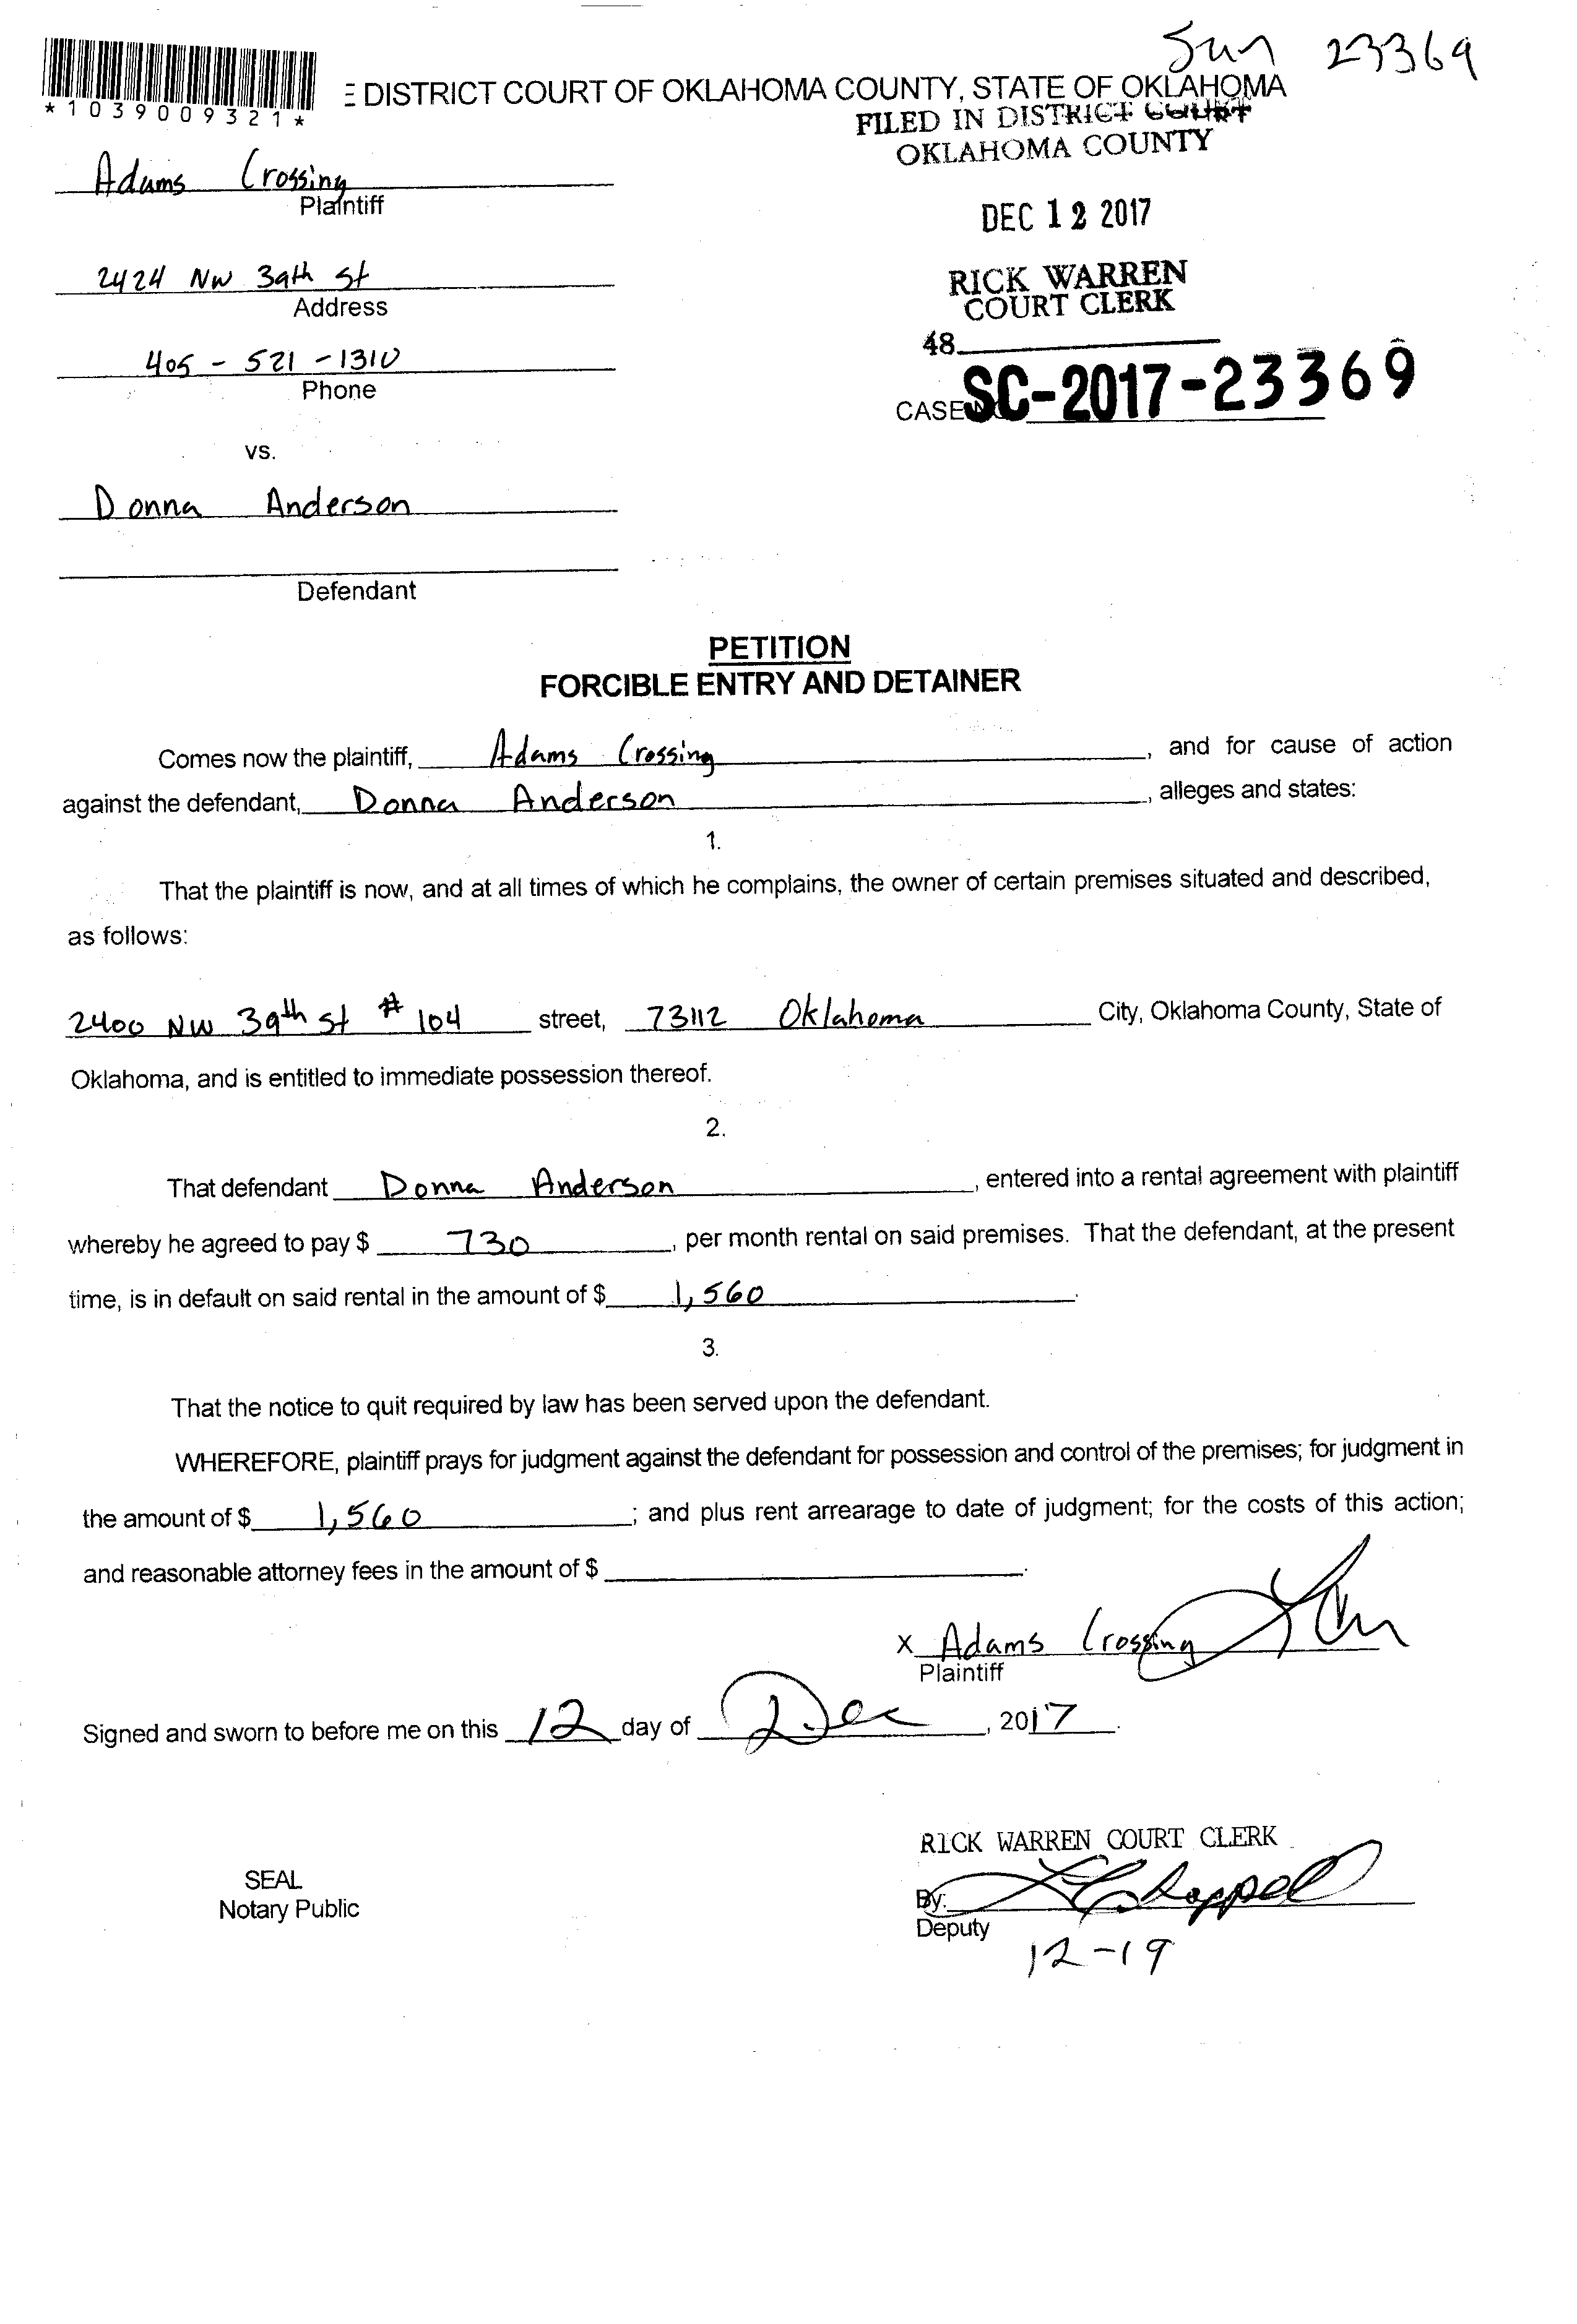 Sun 23369
*1039009321*
E DISTRICT COURT OF OKLAHOMA COUNTY, STATE OF OKLAHOMA
FILED IN DISTRICT COURT
OKLAHOMA COUNTY
Adams Crossing
Plaintiff
DEC 12 2017
2424 NW 39th St
Address
RICK WARREN
COURT CLERK
405-521-1310
Phone
48
CASE NO SC-2017-23369
vs.
Donna Anderson
Defendant
PETITION
FORCIBLE ENTRY AND DETAINER
Comes now the plaintiff, Adams Crossing, and for cause of action
against the defendant, Donna Anderson, alleges and states:
1.
That the plaintiff is now, and at all times of which he complains, the owner of certain premises situated and described,
as follows:
2400 NW 39th St # 104 street, 73112 Oklahoma City, Oklahoma County, State of
Oklahoma, and is entitled to immediate possession thereof.
2.
That defendant Donna Anderson, entered into a rental agreement with plaintiff
whereby he agreed to pay $ 730, per month rental on said premises. That the defendant, at the present
time, is in default on said rental in the amount of $ 1,560.
3.
That the notice to quit required by law has been served upon the defendant.
WHEREFORE, plaintiff prays for judgment against the defendant for possession and control of the premises; for judgment in
the amount of $ 1,560; and plus rent arrearage to date of judgment; for the costs of this action;
and reasonable attorney fees in the amount of $ .
x Adams Crossing
Plaintiff
Signed and sworn to before me on this 12 day of Dec, 2017.
RICK WARREN COURT CLERK
SEAL
Notary Public
By:
Deputy
12-19